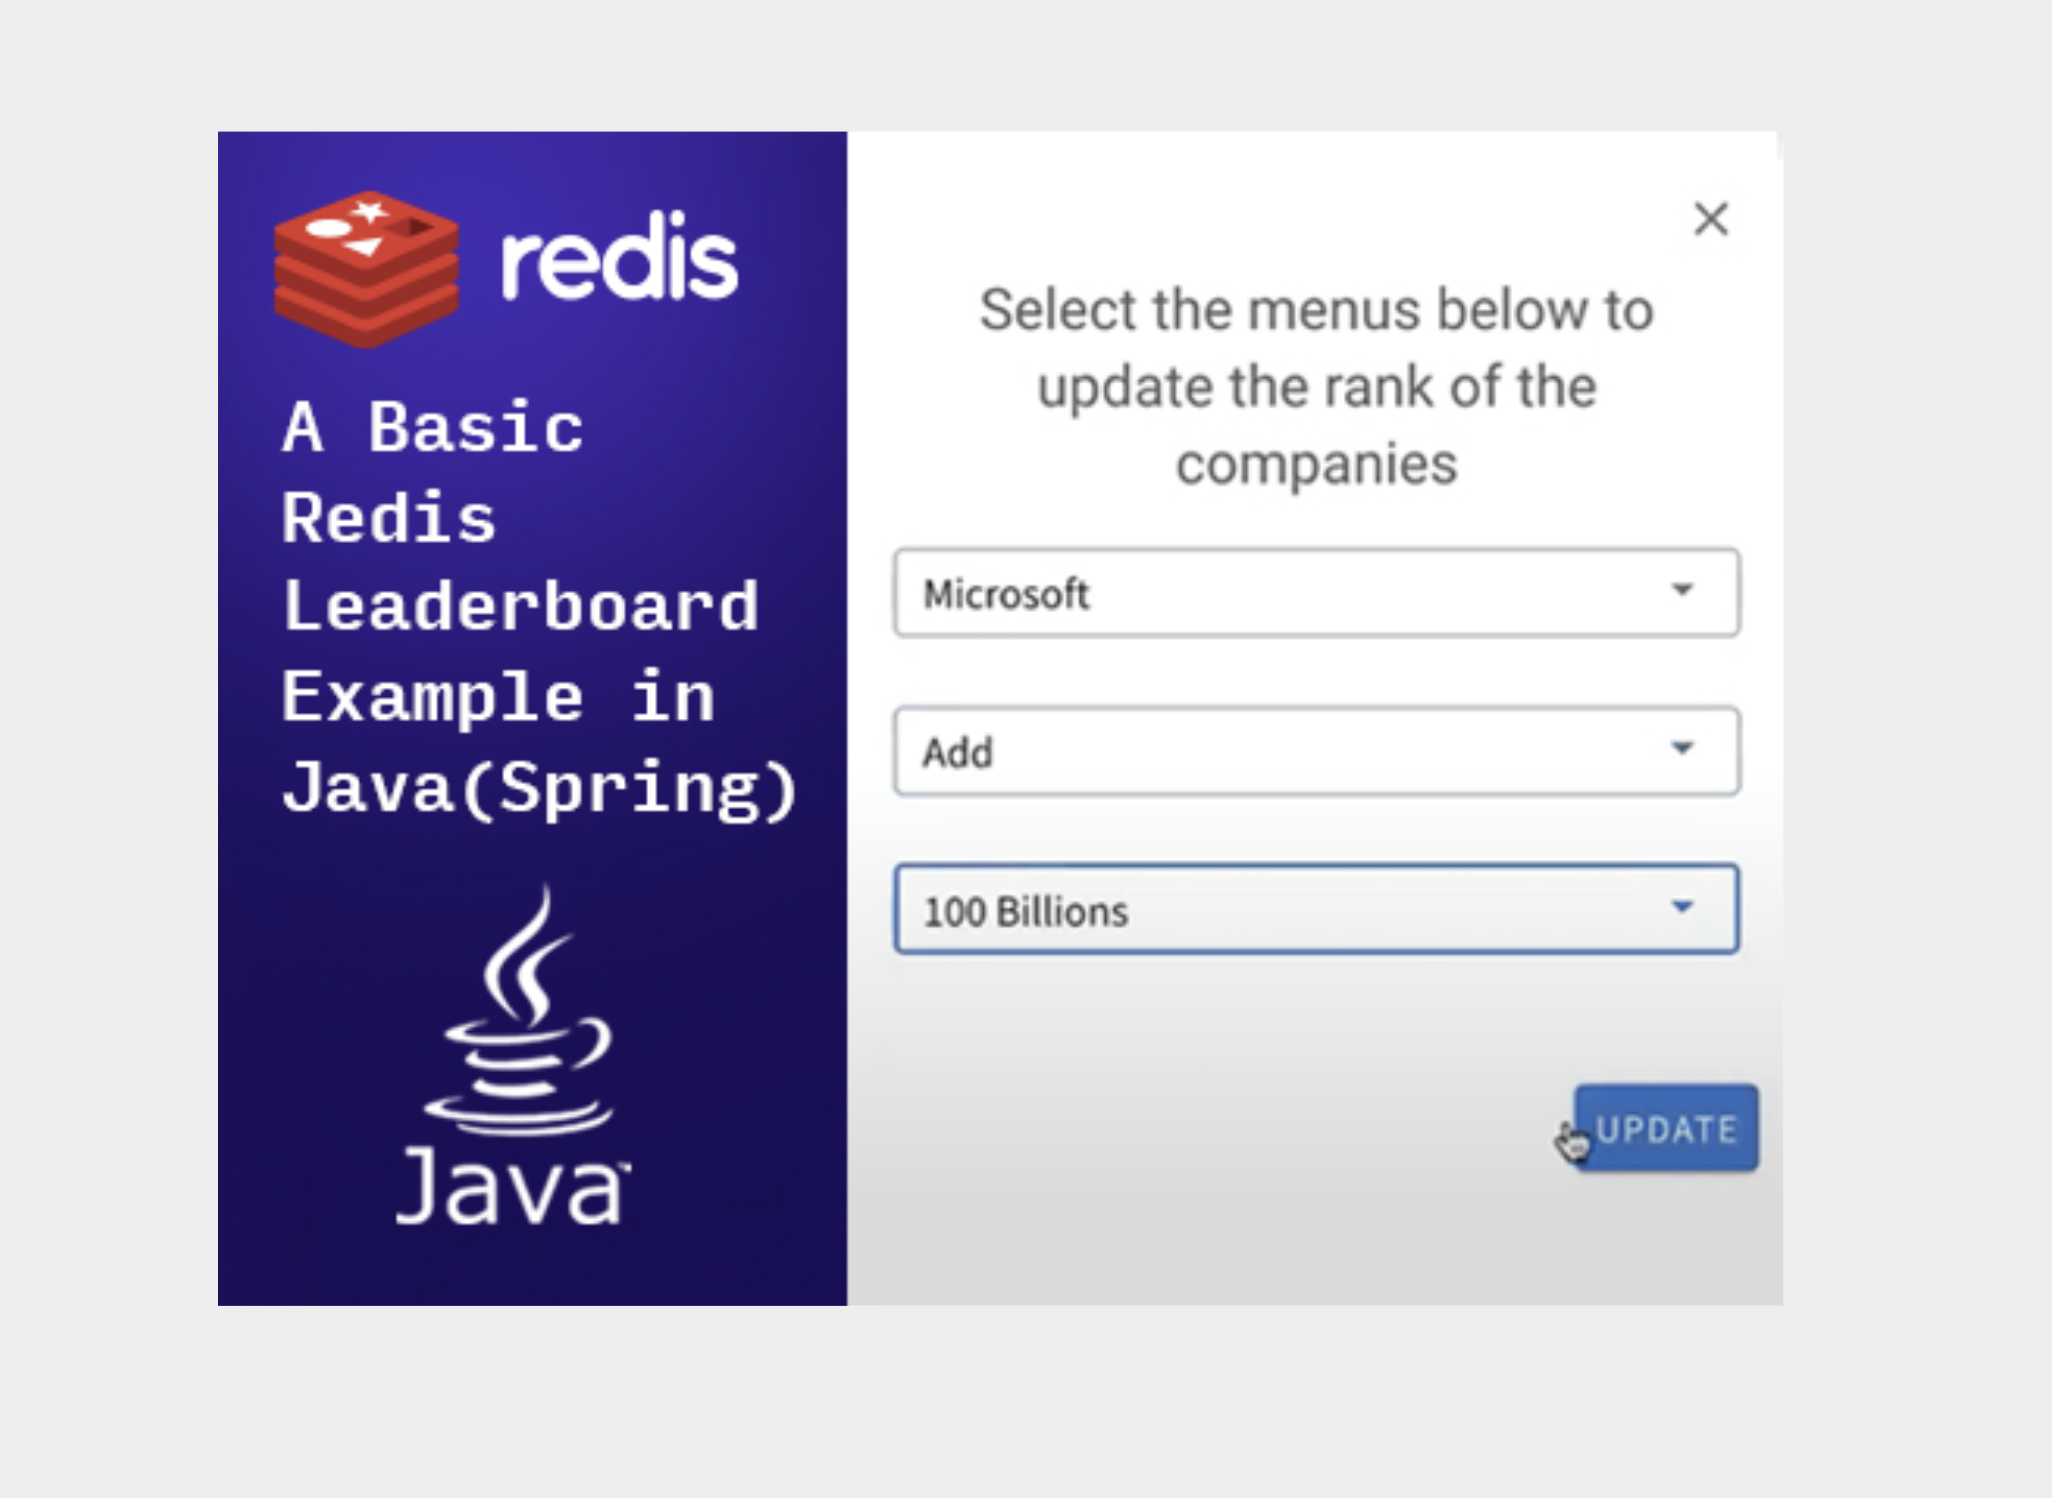 redis
A Basic
Redis
Leaderboard
Example in
Java(Spring)
Java™
Select the menus below to
update the rank of the
companies
Microsoft
Add
100 Billions
UPDATE